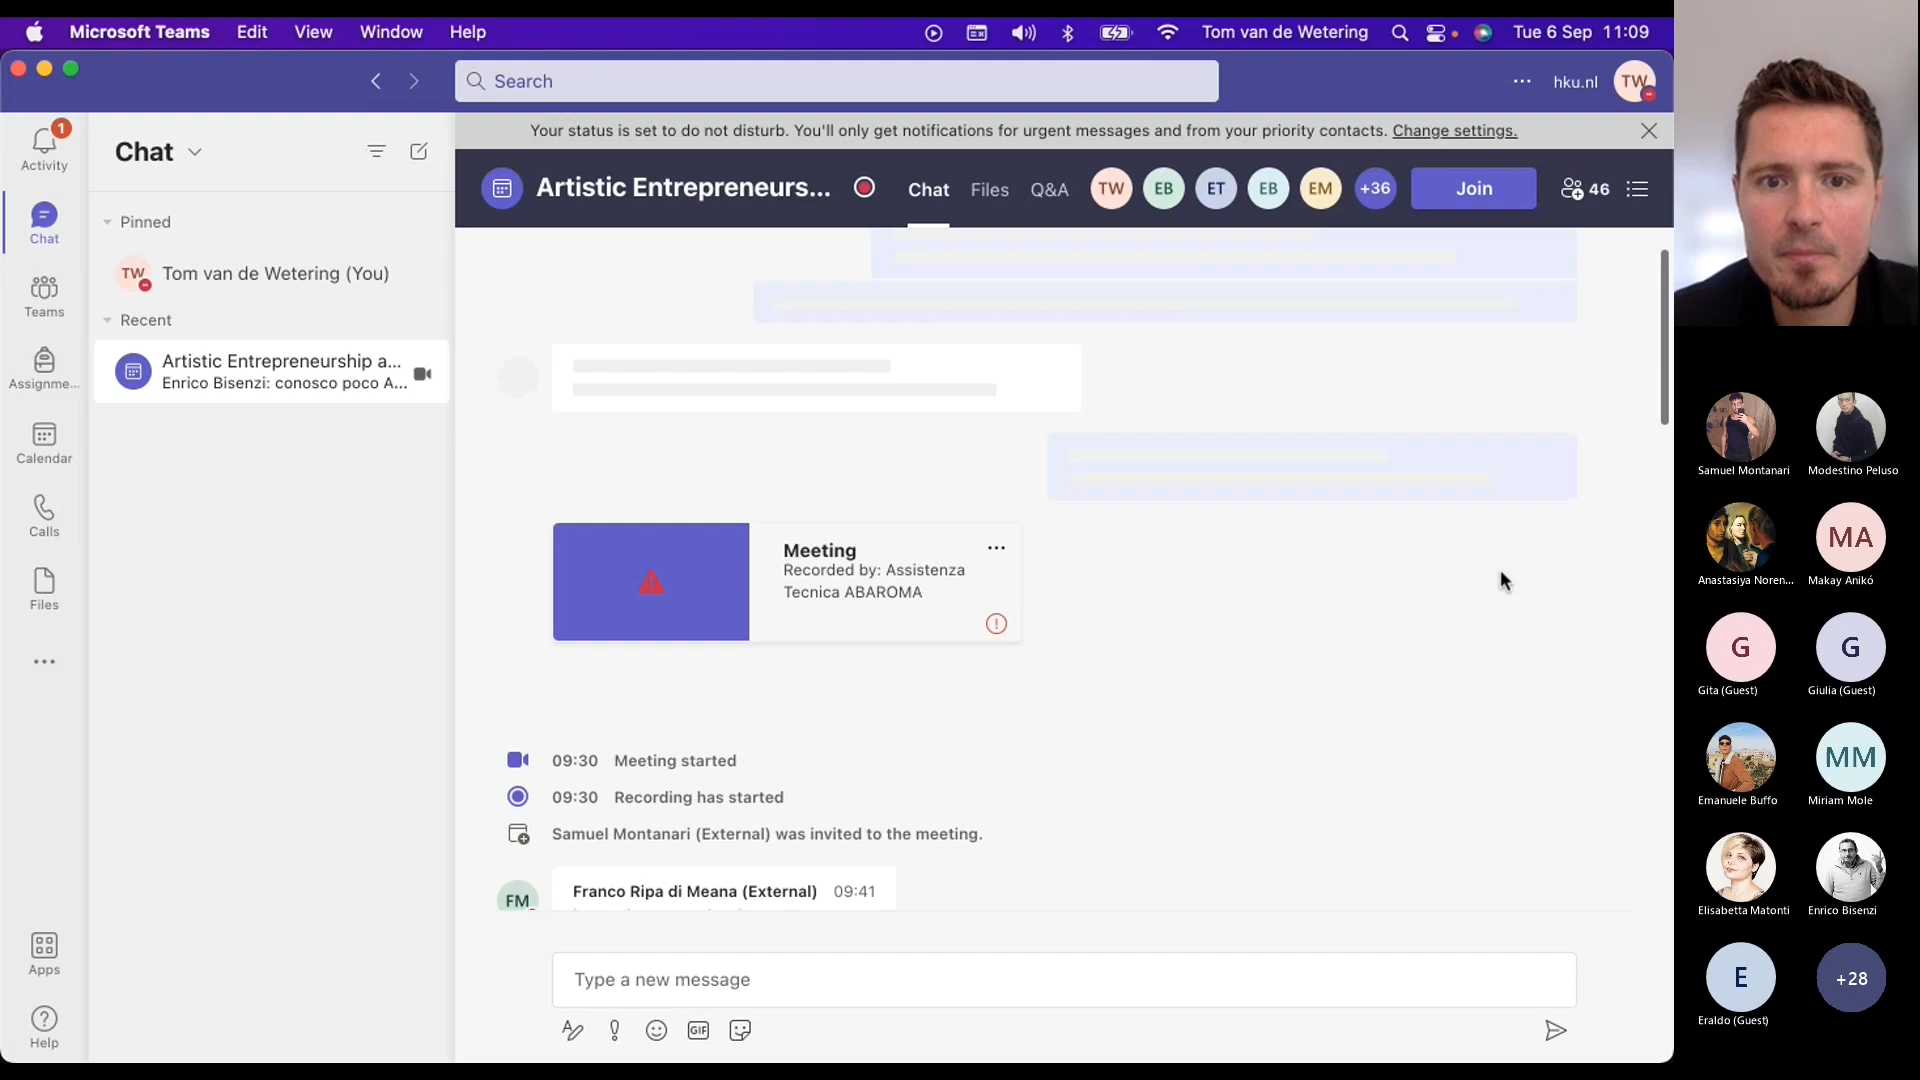 Microsoft Teams Edit View Window Help Tom van de Wetering Tue 6 Sep 11:09
Search hku.nl TW
Your status is set to do not disturb. You'll only get notifications for urgent messages and from your priority contacts. Change settings.
1
Activity
Chat
Teams
Assignme...
Calendar
Calls
Files
Apps
Help
Chat
Pinned
TW Tom van de Wetering (You)
Recent
Artistic Entrepreneurship a...
Enrico Bisenzi: conosco poco A...
Artistic Entrepreneurs... Chat Files Q&A TW EB ET EB EM +36 Join 46
Meeting
Recorded by: Assistenza
Tecnica ABAROMA
09:30 Meeting started
09:30 Recording has started
Samuel Montanari (External) was invited to the meeting.
FM Franco Ripa di Meana (External) 09:41
Type a new message
GIF
Samuel Montanari Modestino Peluso
MA
Anastasiya Noren... Makay Anikó
G G
Gita (Guest) Giulia (Guest)
MM
Emanuele Buffo Miriam Mole
Elisabetta Matonti Enrico Bisenzi
E +28
Eraldo (Guest)